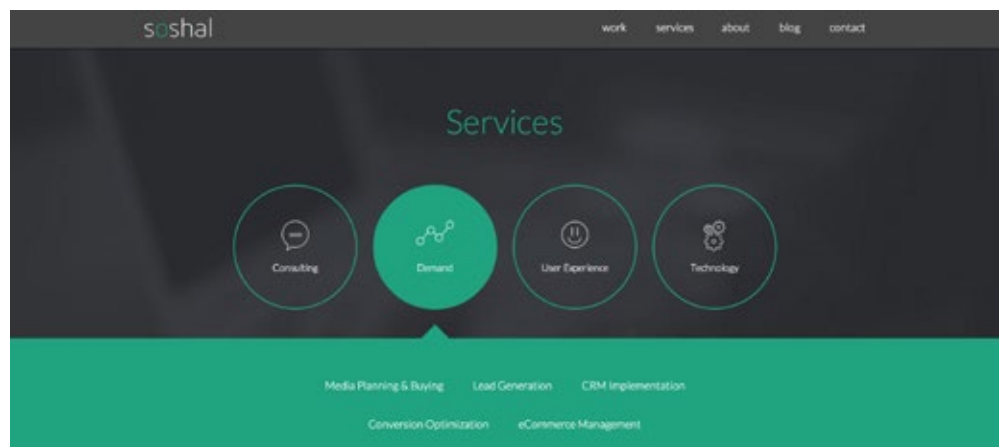 soshal
work services about blog contact
Services
Consulting
Demand
User Experience
Technology
Media Planning & Buying Lead Generation CRM Implementation
Conversion Optimization eCommerce Management